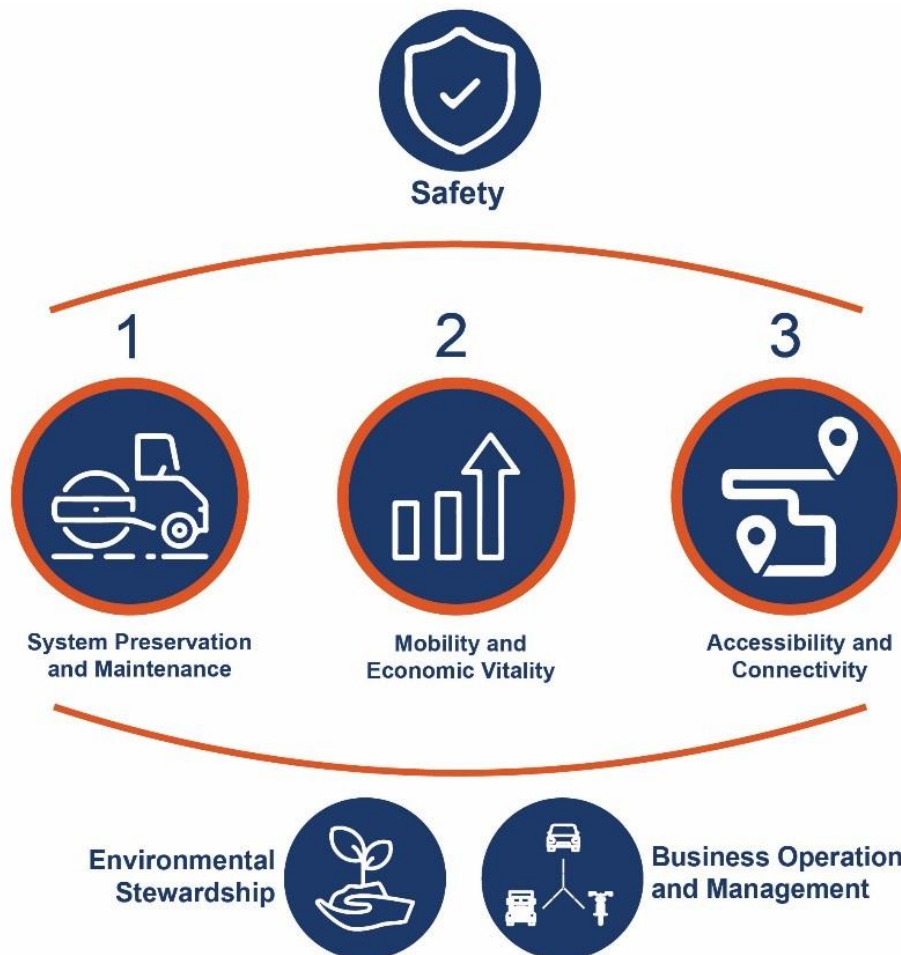 Safety
1
2
3
System Preservation
and Maintenance
Mobility and
Economic Vitality
Accessibility and
Connectivity
Environmental
Stewardship
Business Operation
and Management